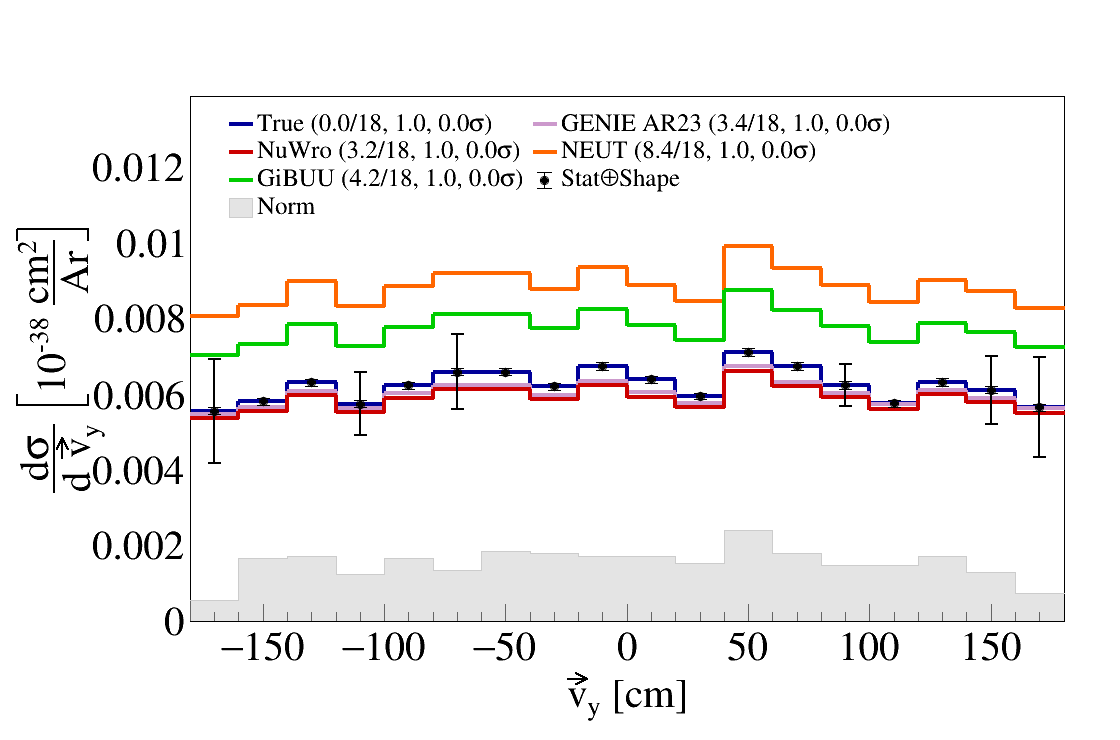 True (0.0/18, 1.0, 0.0σ)
GENIE AR23 (3.4/18, 1.0, 0.0σ)
NuWro (3.2/18, 1.0, 0.0σ)
NEUT (8.4/18, 1.0, 0.0σ)
GiBUU (4.2/18, 1.0, 0.0σ)
Stat⊕Shape
Norm
0.012
0.01
0.008
0.006
0.004
0.002
0
dσ/d v⃗y [10⁻³⁸ cm²/Ar]
−150 −100 −50 0 50 100 150
v⃗y [cm]